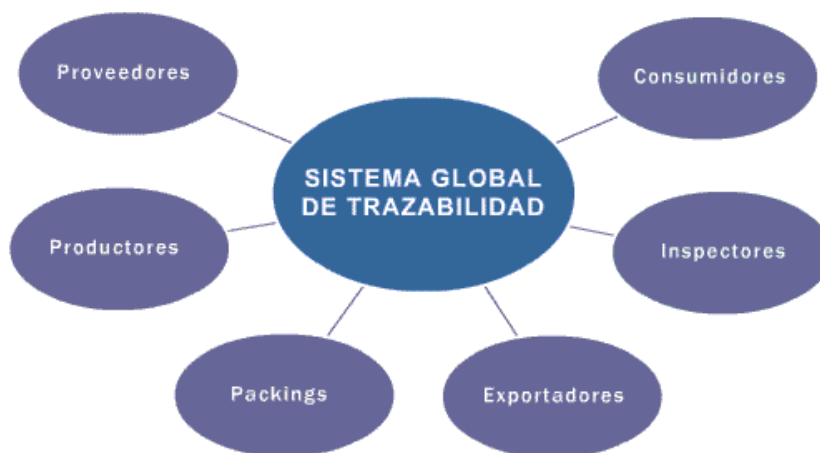 Proveedores
Consumidores
SISTEMA GLOBAL
DE TRAZABILIDAD
Productores
Inspectores
Packings
Exportadores